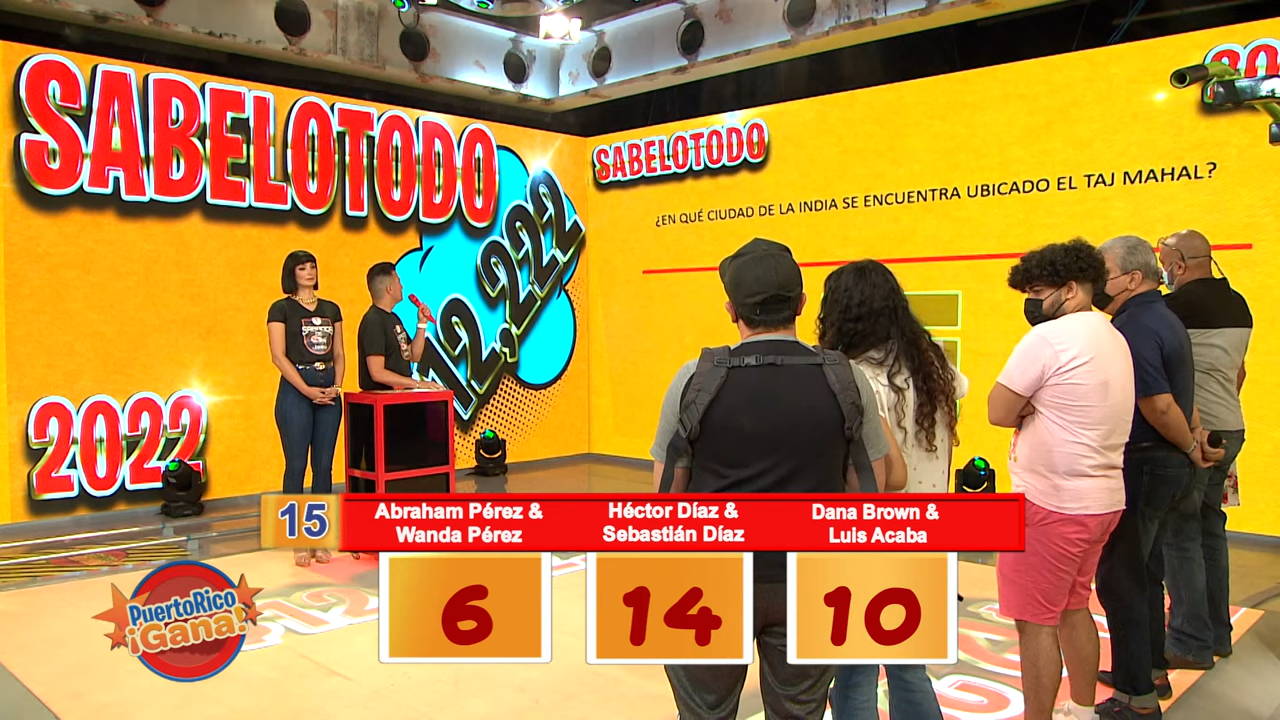 SABELOTODO
12,222
2022
SABELOTODO
¿EN QUÉ CIUDAD DE LA INDIA SE ENCUENTRA UBICADO EL TAJ MAHAL?
15
Abraham Pérez &
Wanda Pérez
Héctor Díaz &
Sebastián Díaz
Dana Brown &
Luis Acaba
6
14
10
PuertoRico
¡Gana!